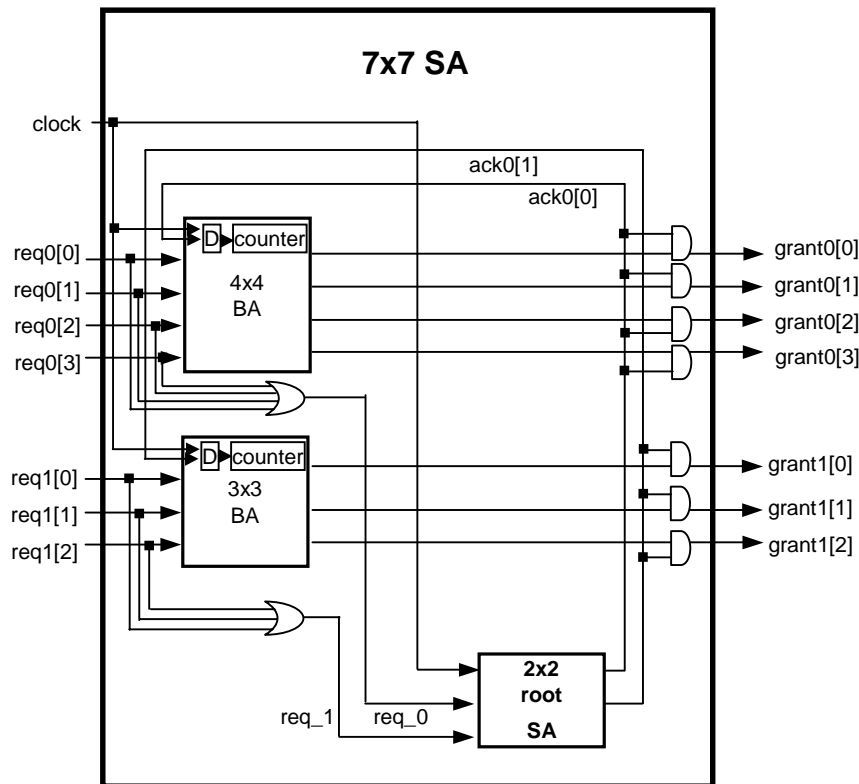 7x7 SA
clock
ack0[1]
ack0[0]
D counter
req0[0]
grant0[0]
req0[1]
4x4
BA
grant0[1]
req0[2]
grant0[2]
req0[3]
grant0[3]
D counter
req1[0]
3x3
BA
grant1[0]
req1[1]
grant1[1]
req1[2]
grant1[2]
2x2
root
SA
req_1
req_0